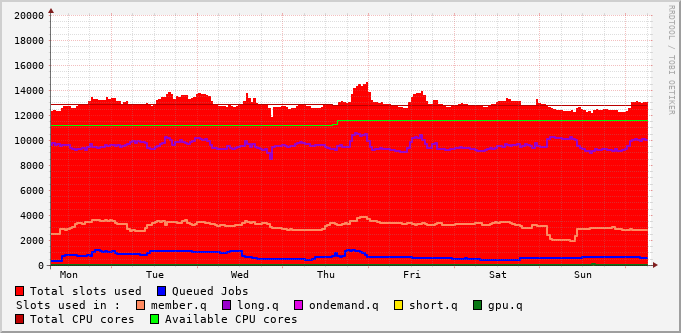 20000
18000
16000
14000
12000
10000
8000
6000
4000
2000
0
Mon Tue Wed Thu Fri Sat Sun
Total slots used Queued Jobs
Slots used in : member.q long.q ondemand.q short.q gpu.q
Total CPU cores Available CPU cores
RRDTOOL / TOBI OETIKER